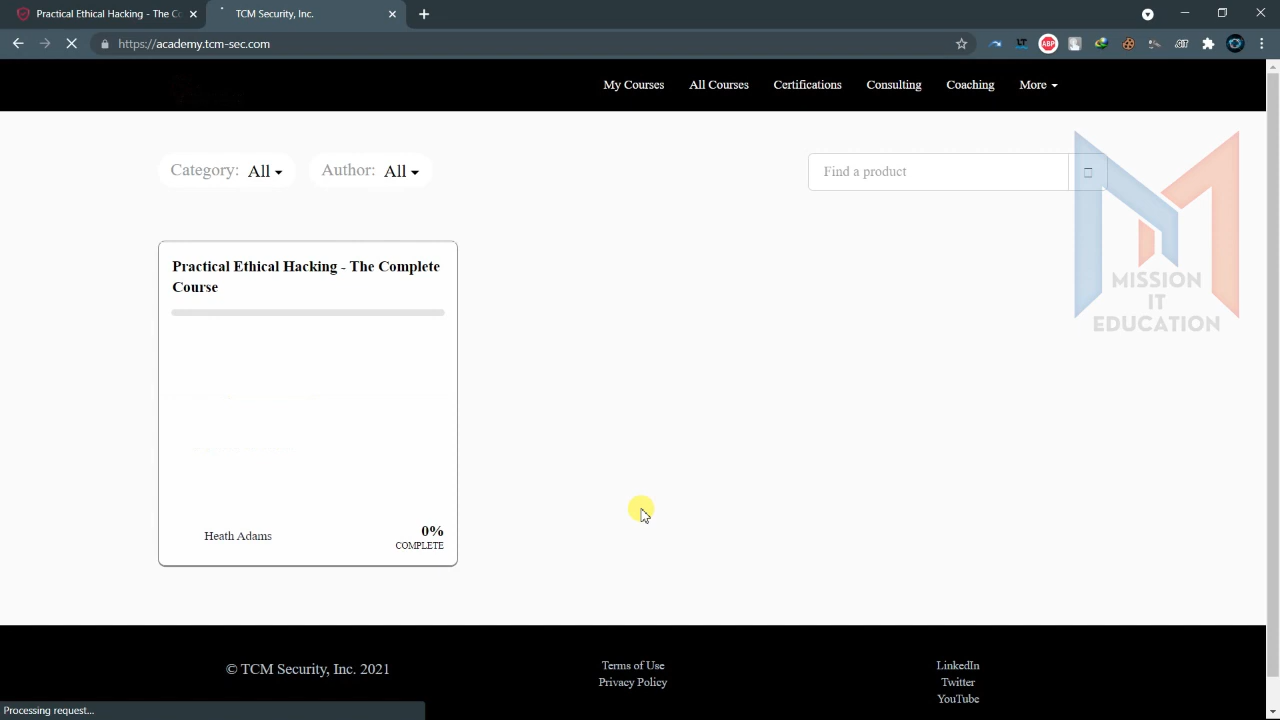 Practical Ethical Hacking - The Co
TCM Security, Inc.
https://academy.tcm-sec.com
ABP
My Courses
All Courses
Certifications
Consulting
Coaching
More
Category: All
Author: All
Find a product
MISSION
IT
EDUCATION
Practical Ethical Hacking - The Complete
Course
Heath Adams
0%
COMPLETE
© TCM Security, Inc. 2021
Terms of Use
Privacy Policy
LinkedIn
Twitter
YouTube
Processing request...